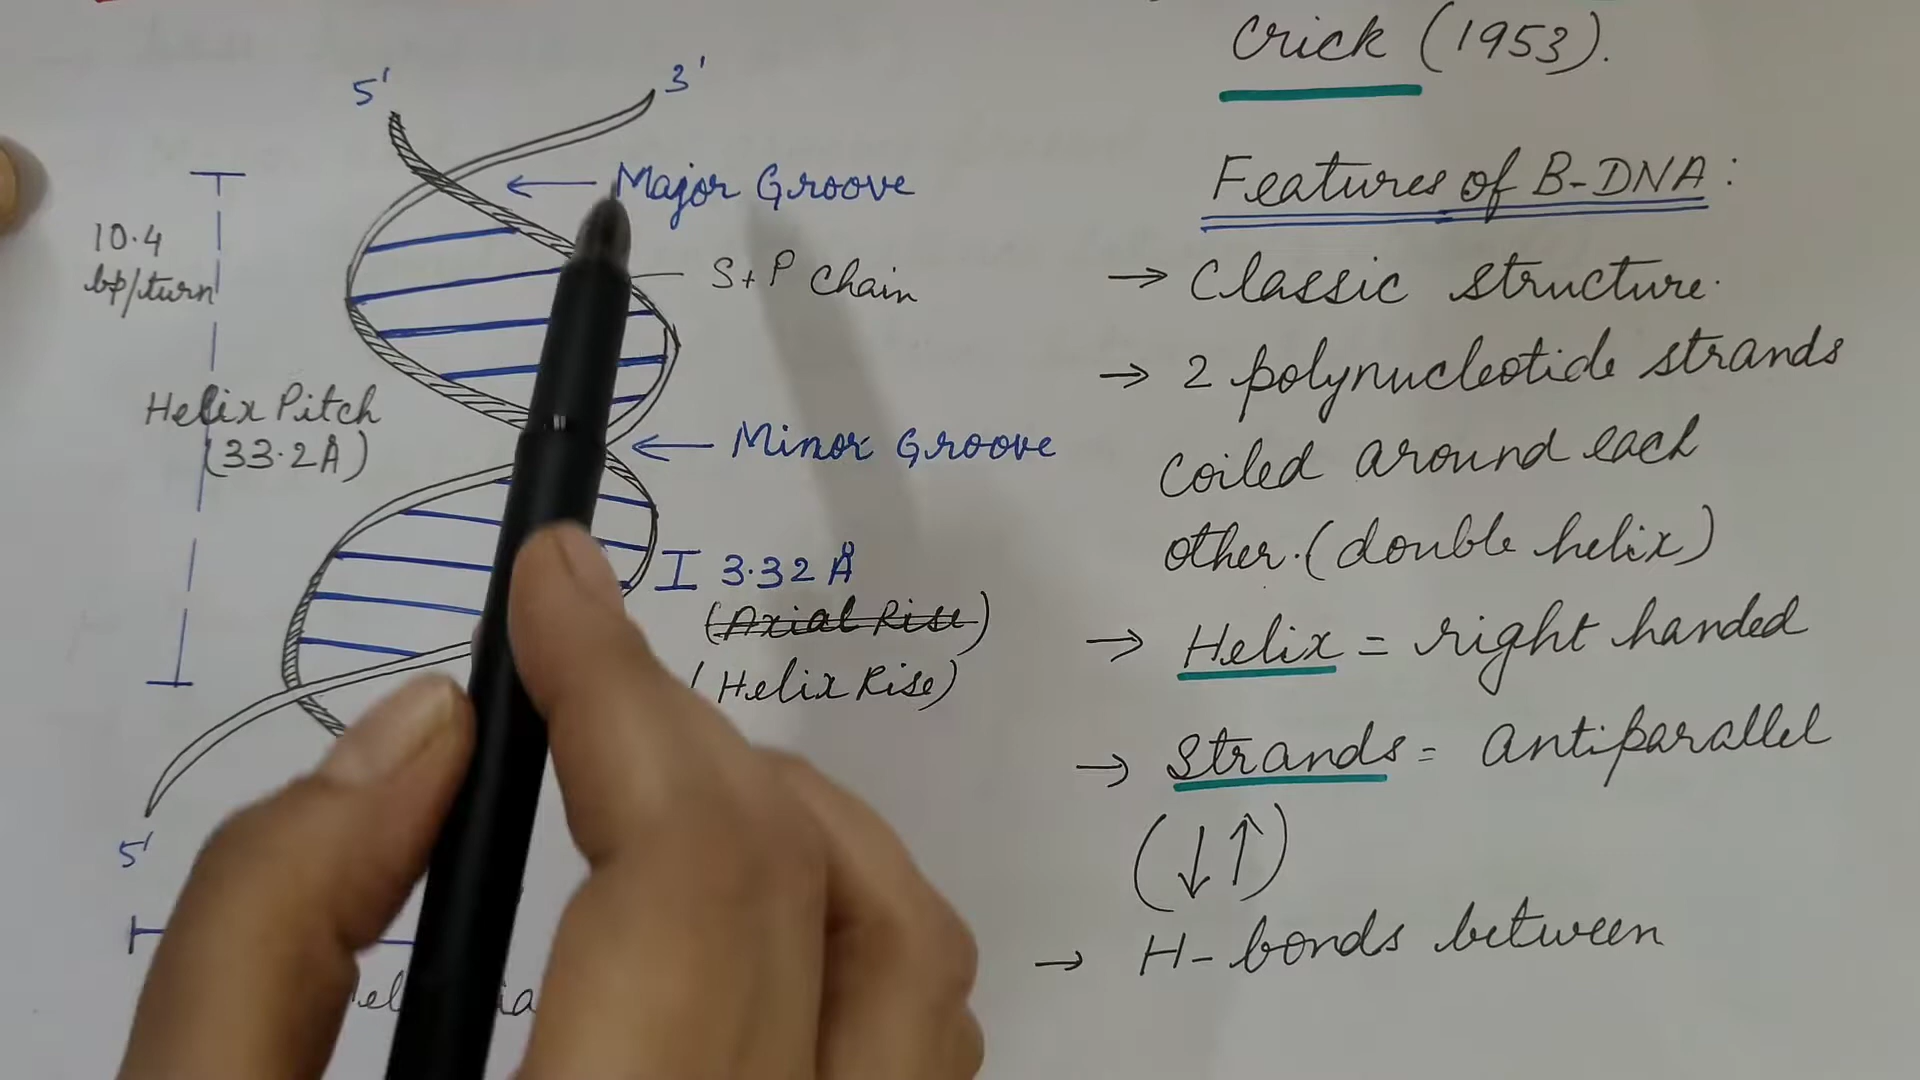 5'
3'
Major Groove
10.4
bp/turn
S+P Chain
Helix Pitch
(33.2Å)
Minor Groove
3.32 Å
(Axial Rise)
(Helix Rise)
5'
Crick (1953).
Features of B-DNA:
→ Classic structure.
→ 2 polynucleotide strands
coiled around each
other. (double helix)
→ Helix = right handed
→ Strands = Antiparallel
(↓↑)
→ H-bonds between